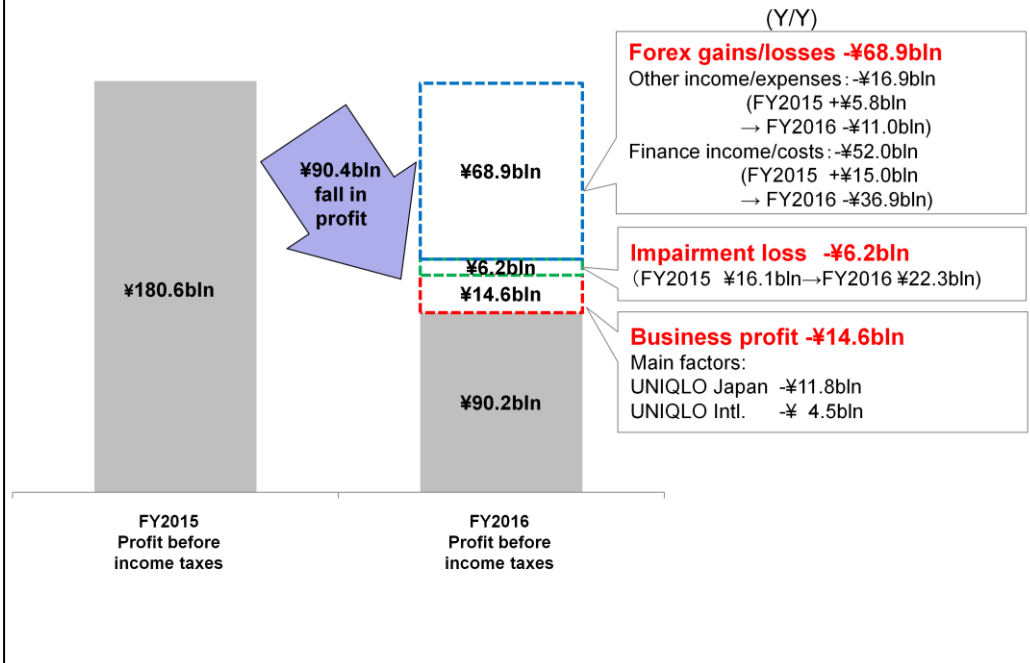 (Y/Y)
Forex gains/losses -¥68.9bln
Other income/expenses：-¥16.9bln
(FY2015 +¥5.8bln
→ FY2016 -¥11.0bln)
Finance income/costs：-¥52.0bln
(FY2015 +¥15.0bln
→ FY2016 -¥36.9bln)
¥90.4bln
fall in
profit
¥68.9bln
Impairment loss -¥6.2bln
（FY2015 ¥16.1bln→FY2016 ¥22.3bln)
¥6.2bln
¥180.6bln
¥14.6bln
Business profit -¥14.6bln
Main factors:
UNIQLO Japan -¥11.8bln
UNIQLO Intl. -¥ 4.5bln
¥90.2bln
FY2015
Profit before
income taxes
FY2016
Profit before
income taxes